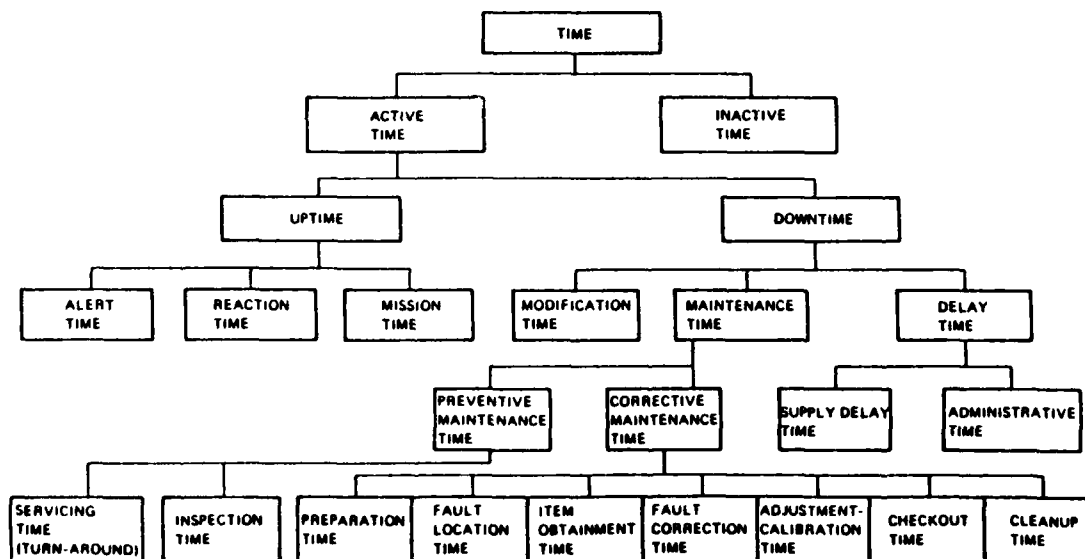 TIME
ACTIVE
TIME
INACTIVE
TIME
UPTIME
DOWNTIME
ALERT
TIME
REACTION
TIME
MISSION
TIME
MODIFICATION
TIME
MAINTENANCE
TIME
DELAY
TIME
PREVENTIVE
MAINTENANCE
TIME
CORRECTIVE
MAINTENANCE
TIME
SUPPLY DELAY
TIME
ADMINISTRATIVE
TIME
SERVICING
TIME
(TURN-AROUND)
INSPECTION
TIME
PREPARATION
TIME
FAULT
LOCATION
TIME
ITEM
OBTAINMENT
TIME
FAULT
CORRECTION
TIME
ADJUSTMENT-
CALIBRATION
TIME
CHECKOUT
TIME
CLEANUP
TIME